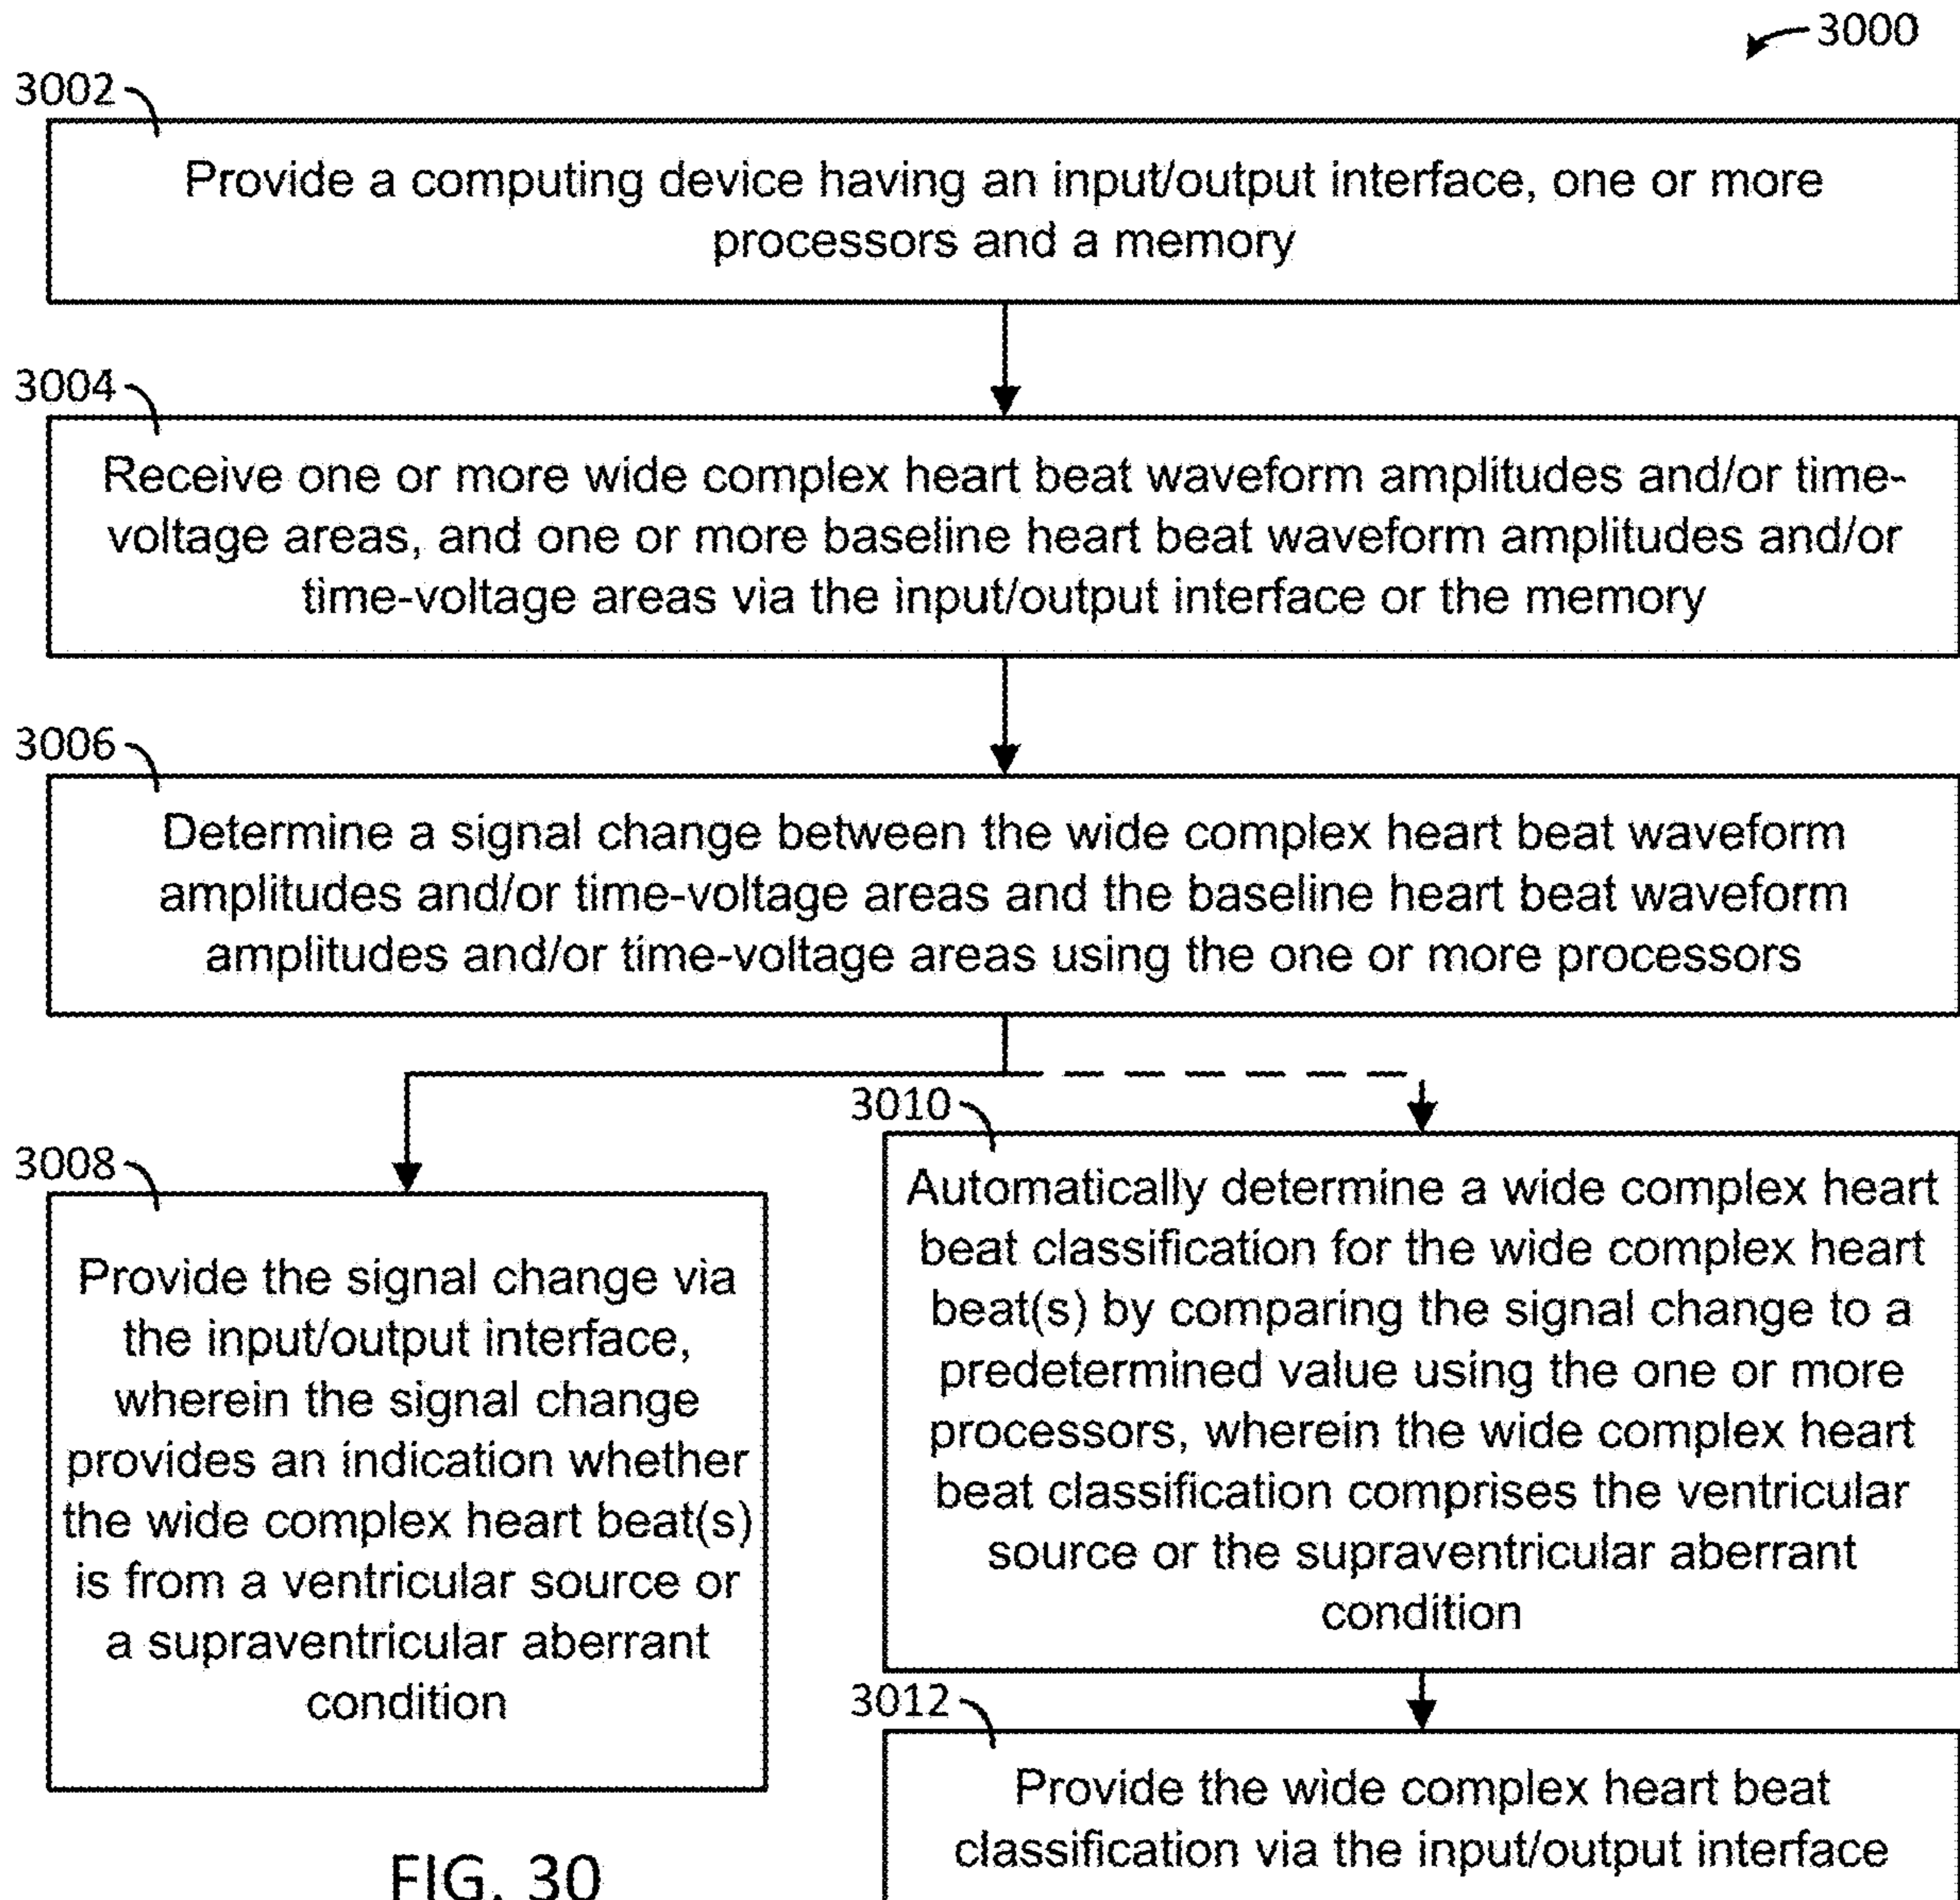 3000
3002
Provide a computing device having an input/output interface, one or more
processors and a memory
3004
Receive one or more wide complex heart beat waveform amplitudes and/or time-
voltage areas, and one or more baseline heart beat waveform amplitudes and/or
time-voltage areas via the input/output interface or the memory
3006
Determine a signal change between the wide complex heart beat waveform
amplitudes and/or time-voltage areas and the baseline heart beat waveform
amplitudes and/or time-voltage areas using the one or more processors
3008
Provide the signal change via
the input/output interface,
wherein the signal change
provides an indication whether
the wide complex heart beat(s)
is from a ventricular source or
a supraventricular aberrant
condition
3010
Automatically determine a wide complex heart
beat classification for the wide complex heart
beat(s) by comparing the signal change to a
predetermined value using the one or more
processors, wherein the wide complex heart
beat classification comprises the ventricular
source or the supraventricular aberrant
condition
3012
Provide the wide complex heart beat
classification via the input/output interface
FIG. 30